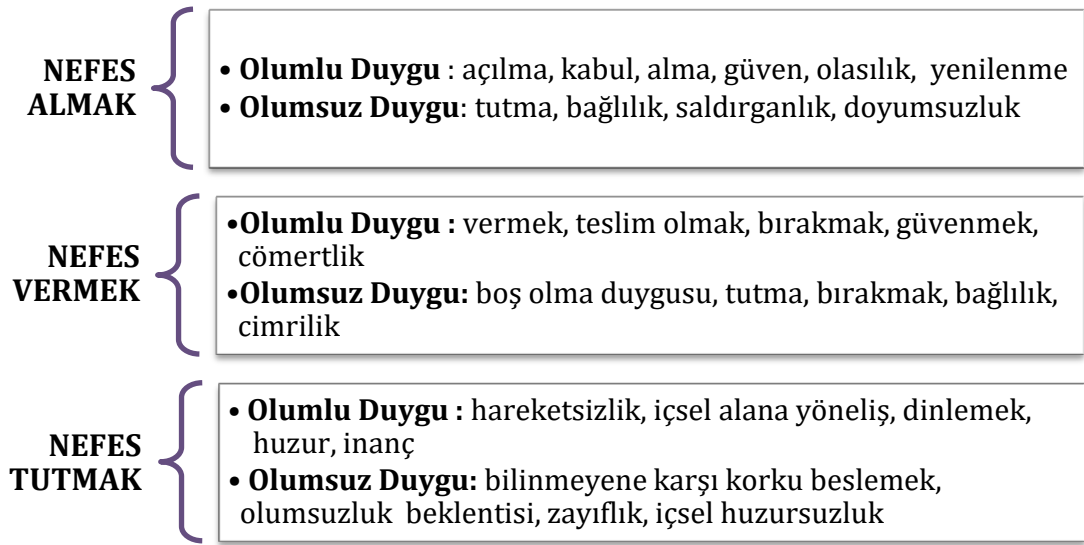 NEFES
ALMAK
• Olumlu Duygu : açılma, kabul, alma, güven, olasılık, yenilenme
• Olumsuz Duygu: tutma, bağlılık, saldırganlık, doyumsuzluk
NEFES
VERMEK
•Olumlu Duygu : vermek, teslim olmak, bırakmak, güvenmek,
cömertlik
•Olumsuz Duygu: boş olma duygusu, tutma, bırakmak, bağlılık,
cimrilik
NEFES
TUTMAK
• Olumlu Duygu : hareketsizlik, içsel alana yöneliş, dinlemek,
huzur, inanç
• Olumsuz Duygu: bilinmeyene karşı korku beslemek,
olumsuzluk beklentisi, zayıflık, içsel huzursuzluk